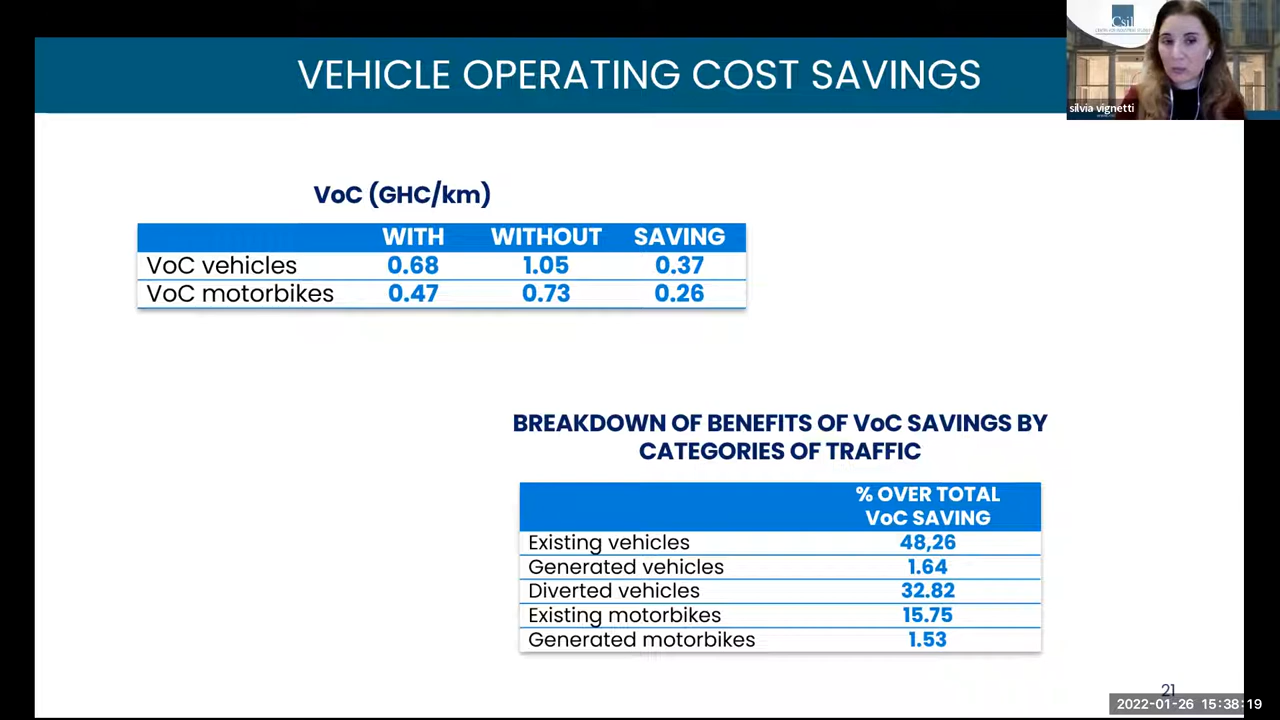 VEHICLE OPERATING COST SAVINGS
Csil
silvia vignetti
VoC (GHC/km)
WITH WITHOUT SAVING
VoC vehicles 0.68 1.05 0.37
VoC motorbikes 0.47 0.73 0.26
BREAKDOWN OF BENEFITS OF VoC SAVINGS BY
CATEGORIES OF TRAFFIC
% OVER TOTAL
VoC SAVING
Existing vehicles 48,26
Generated vehicles 1.64
Diverted vehicles 32.82
Existing motorbikes 15.75
Generated motorbikes 1.53
21
2022-01-26 15:38:19